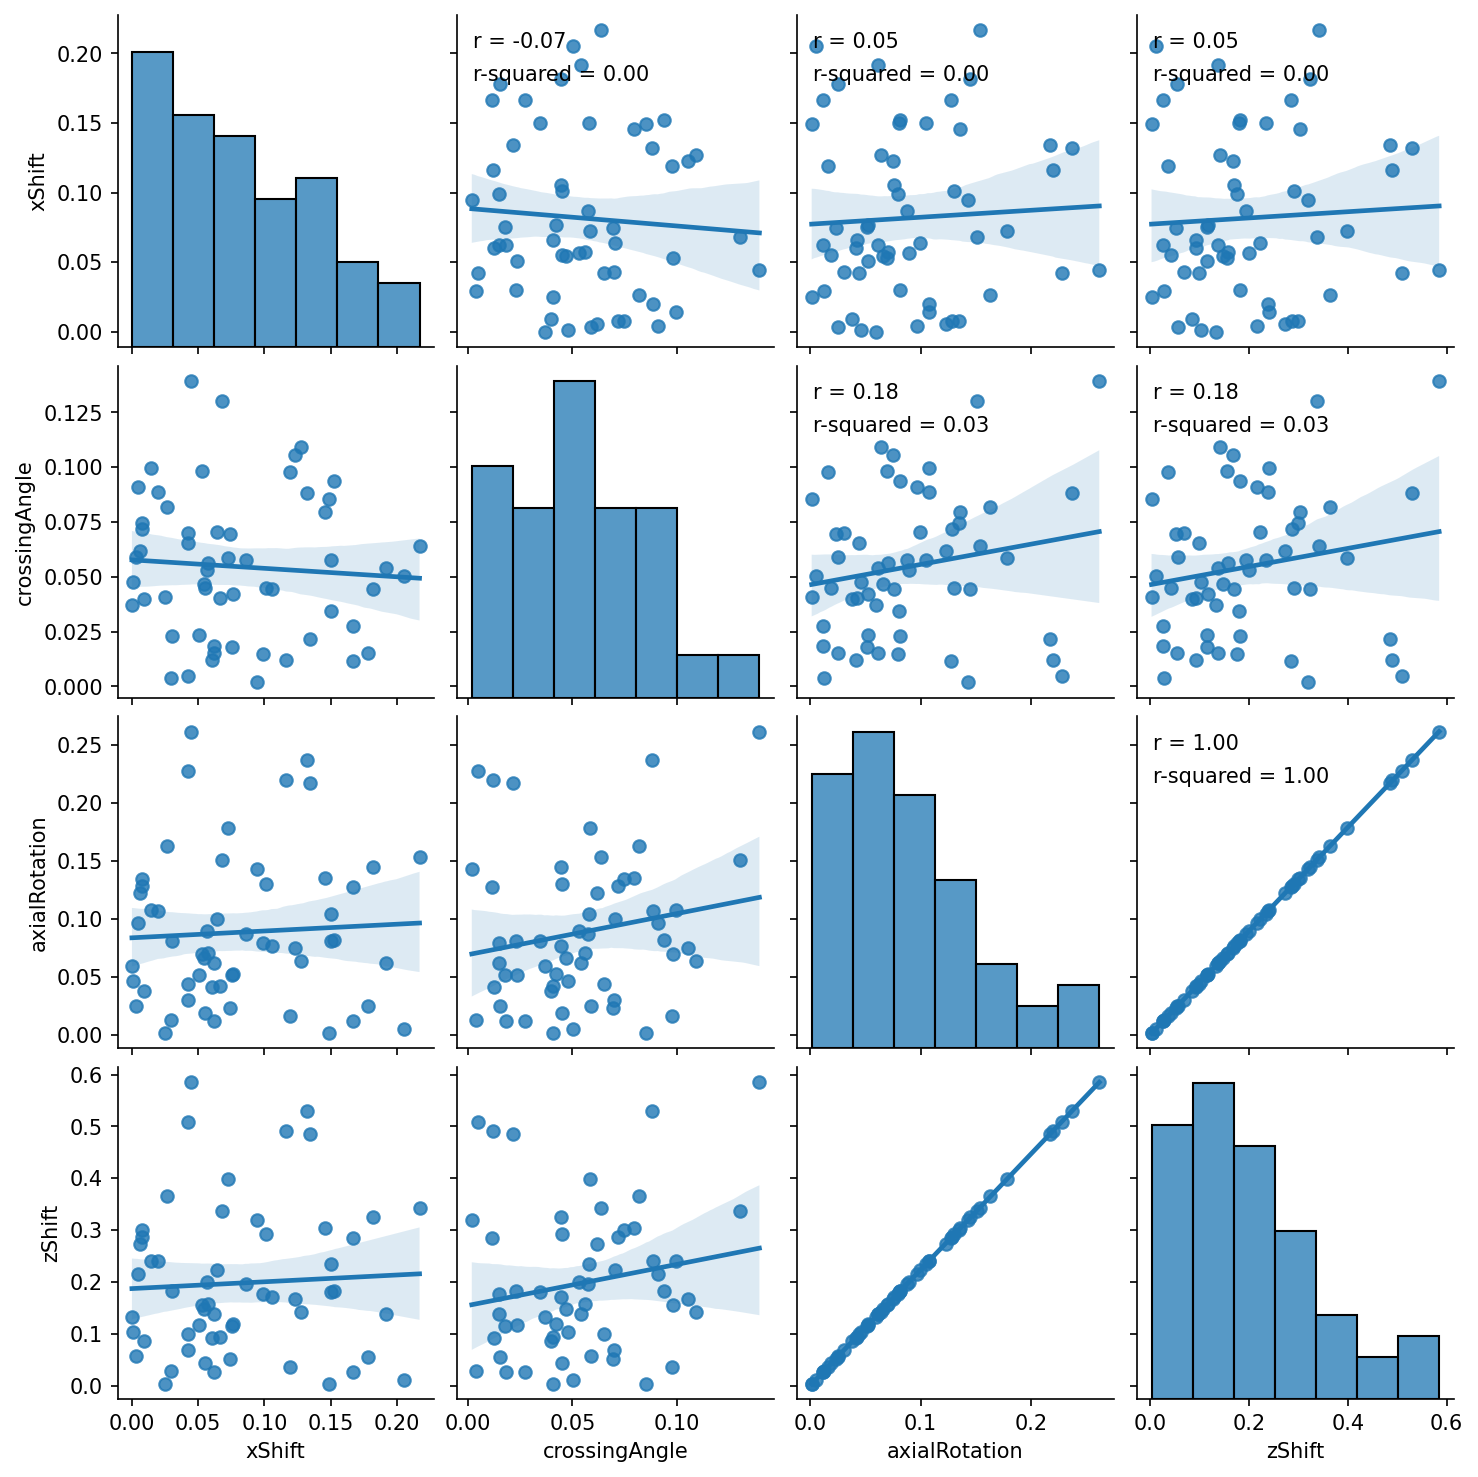 r = -0.07
r-squared = 0.00
r = 0.05
r-squared = 0.00
r = 0.05
r-squared = 0.00
0.20
0.15
0.10
0.05
0.00
xShift
r = 0.18
r-squared = 0.03
r = 0.18
r-squared = 0.03
0.125
0.100
0.075
0.050
0.025
0.000
crossingAngle
r = 1.00
r-squared = 1.00
0.25
0.20
0.15
0.10
0.05
0.00
axialRotation
0.6
0.5
0.4
0.3
0.2
0.1
0.0
zShift
0.00 0.05 0.10 0.15 0.20
xShift
0.00 0.05 0.10
crossingAngle
0.0 0.1 0.2
axialRotation
0.0 0.2 0.4 0.6
zShift